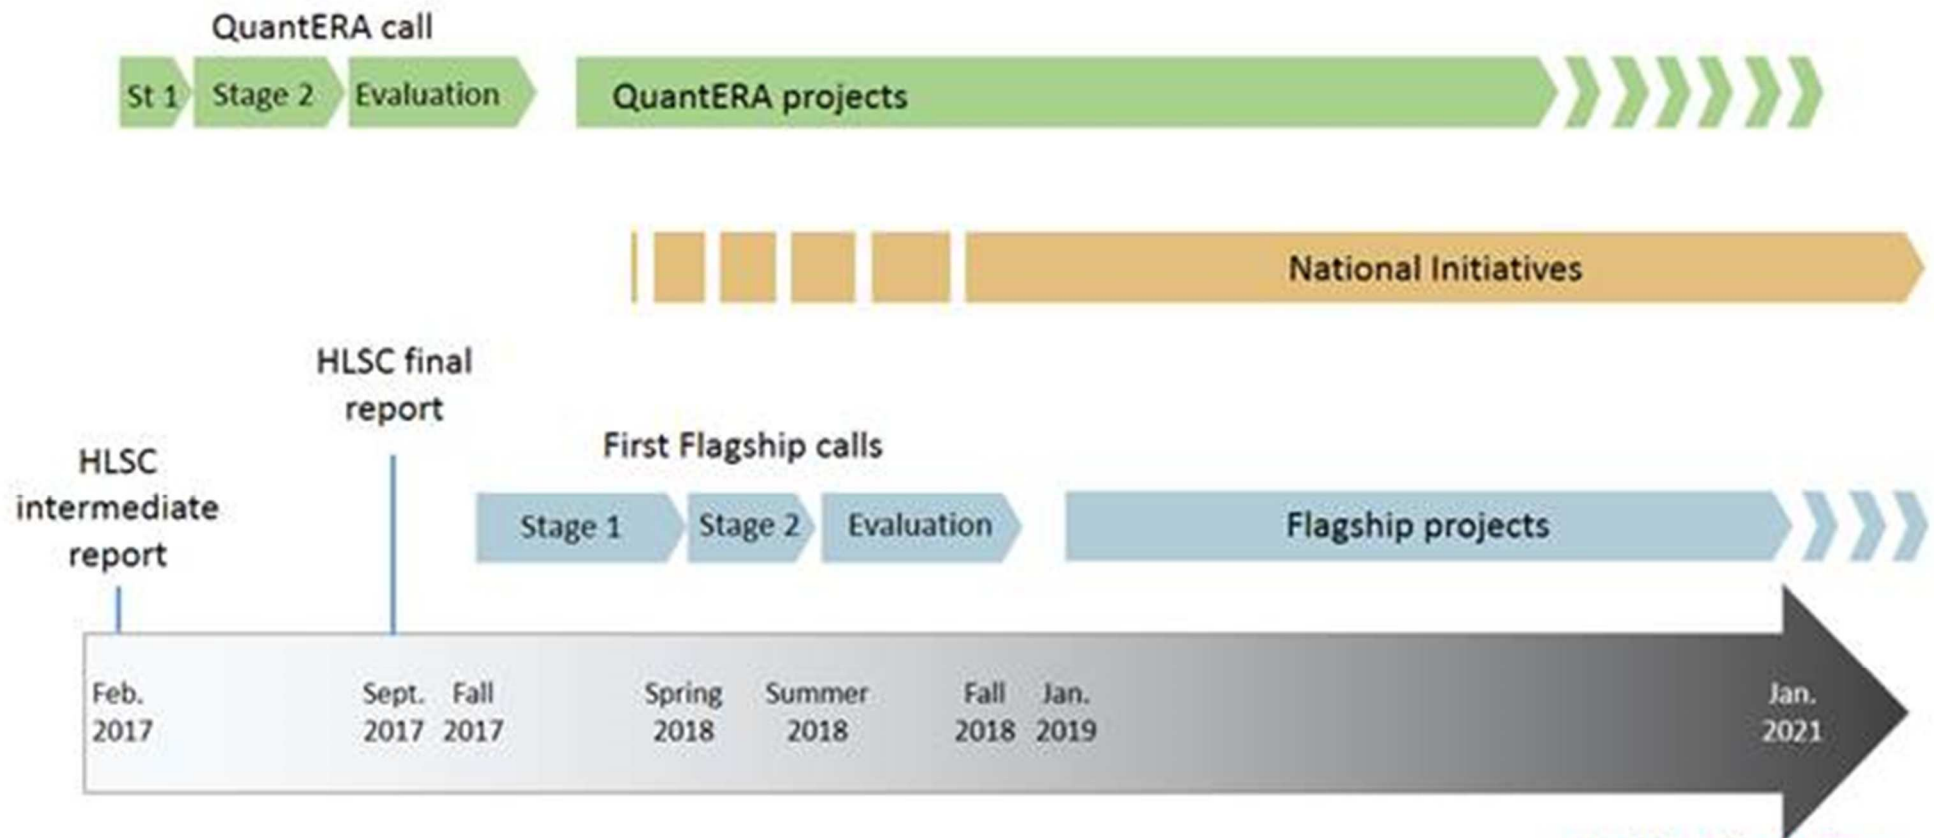 QuantERA call
St 1
Stage 2
Evaluation
QuantERA projects
National Initiatives
HLSC final
report
HLSC
intermediate
report
First Flagship calls
Stage 1
Stage 2
Evaluation
Flagship projects
Feb.
2017
Sept.
2017
Fall
2017
Spring
2018
Summer
2018
Fall
2018
Jan.
2019
Jan.
2021